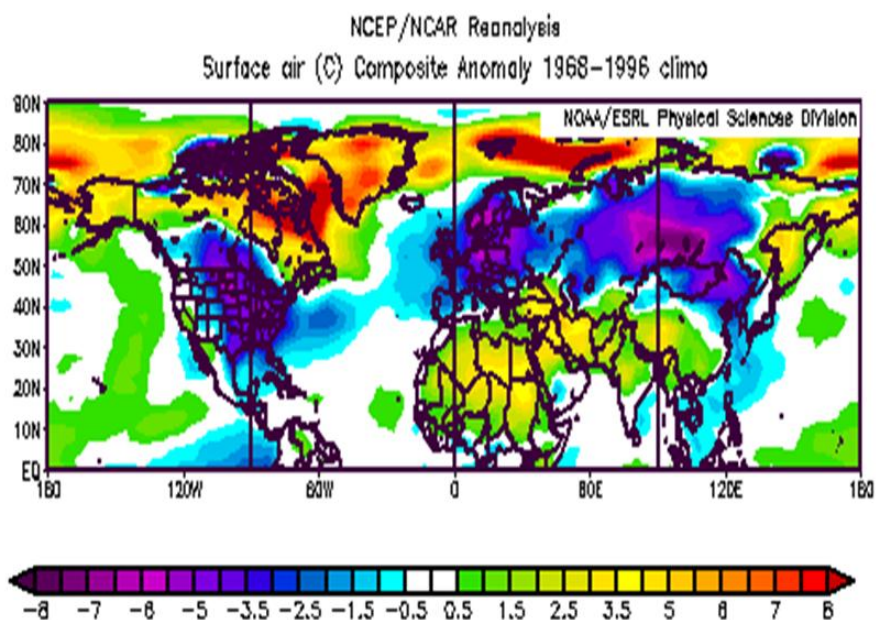 NCEP/NCAR Reanalysis
Surface air (C) Composite Anomaly 1968-1996 climo
NOAA/ESRL Physical Sciences Division
90N
80N
70N
60N
50N
40N
30N
20N
10N
EQ
180 120W 60W 0 60E 120E 180
-8 -7 -6 -5 -3.5 -2.5 -1.5 -0.5 0.5 1.5 2.5 3.5 5 6 7 8